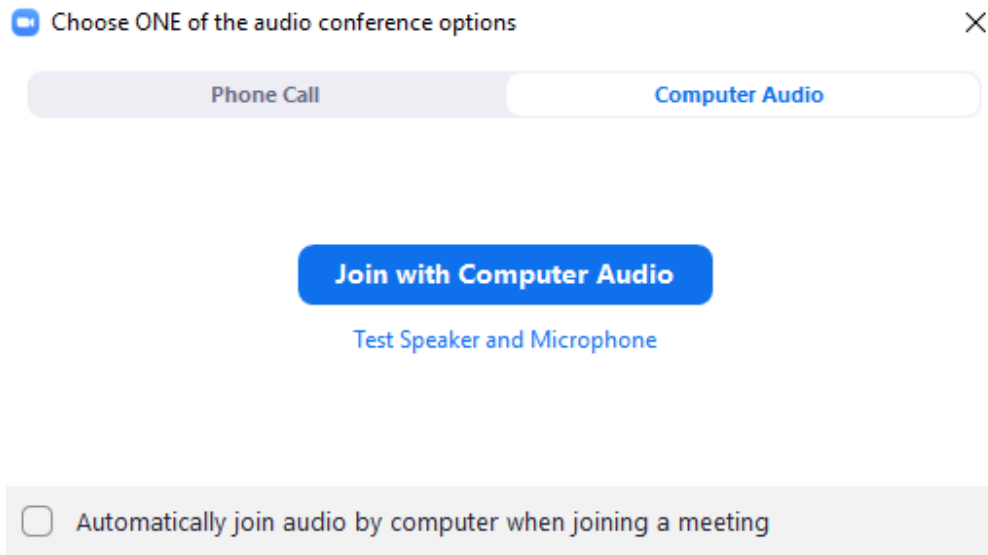 Choose ONE of the audio conference options
Phone Call
Computer Audio
Join with Computer Audio
Test Speaker and Microphone
Automatically join audio by computer when joining a meeting